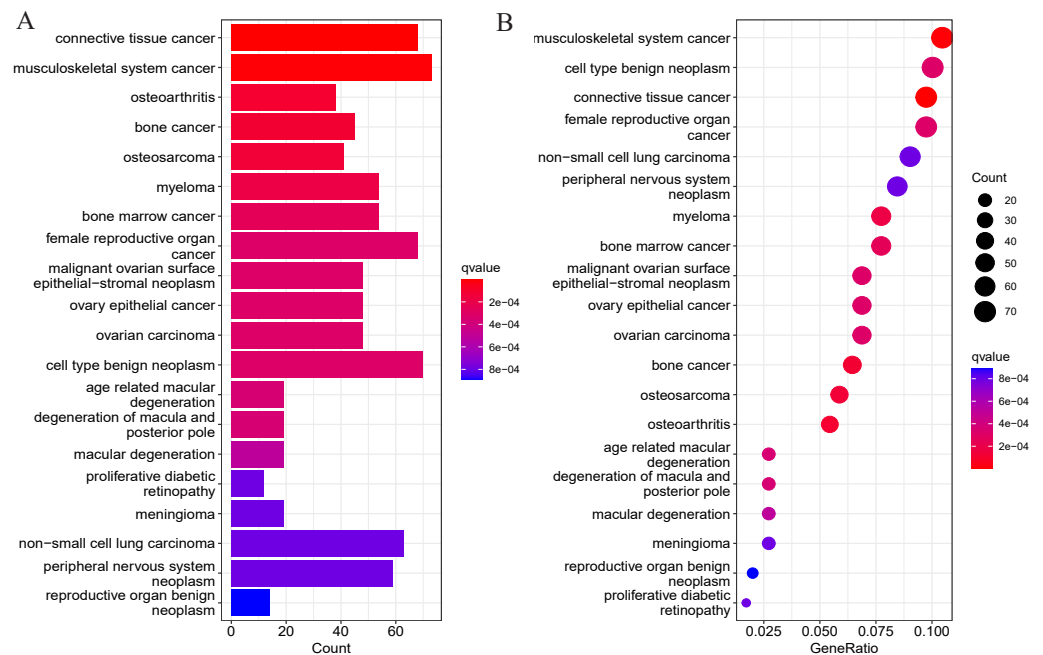 A
connective tissue cancer
musculoskeletal system cancer
osteoarthritis
bone cancer
osteosarcoma
myeloma
bone marrow cancer
female reproductive organ
cancer
malignant ovarian surface
epithelial−stromal neoplasm
ovary epithelial cancer
ovarian carcinoma
cell type benign neoplasm
age related macular
degeneration
degeneration of macula and
posterior pole
macular degeneration
proliferative diabetic
retinopathy
meningioma
non−small cell lung carcinoma
peripheral nervous system
neoplasm
reproductive organ benign
neoplasm
0 20 40 60
Count
qvalue
2e−04
4e−04
6e−04
8e−04
B
musculoskeletal system cancer
cell type benign neoplasm
connective tissue cancer
female reproductive organ
cancer
non−small cell lung carcinoma
peripheral nervous system
neoplasm
myeloma
bone marrow cancer
malignant ovarian surface
epithelial−stromal neoplasm
ovary epithelial cancer
ovarian carcinoma
bone cancer
osteosarcoma
osteoarthritis
age related macular
degeneration
degeneration of macula and
posterior pole
macular degeneration
meningioma
reproductive organ benign
neoplasm
proliferative diabetic
retinopathy
0.025 0.050 0.075 0.100
GeneRatio
Count
20
30
40
50
60
70
qvalue
8e−04
6e−04
4e−04
2e−04